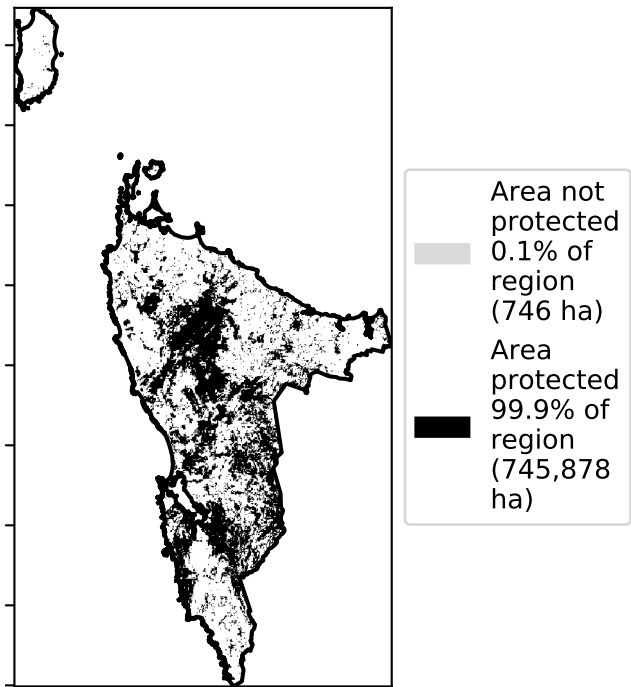 Area not
protected
0.1% of
region
(746 ha)
Area
protected
99.9% of
region
(745,878
ha)